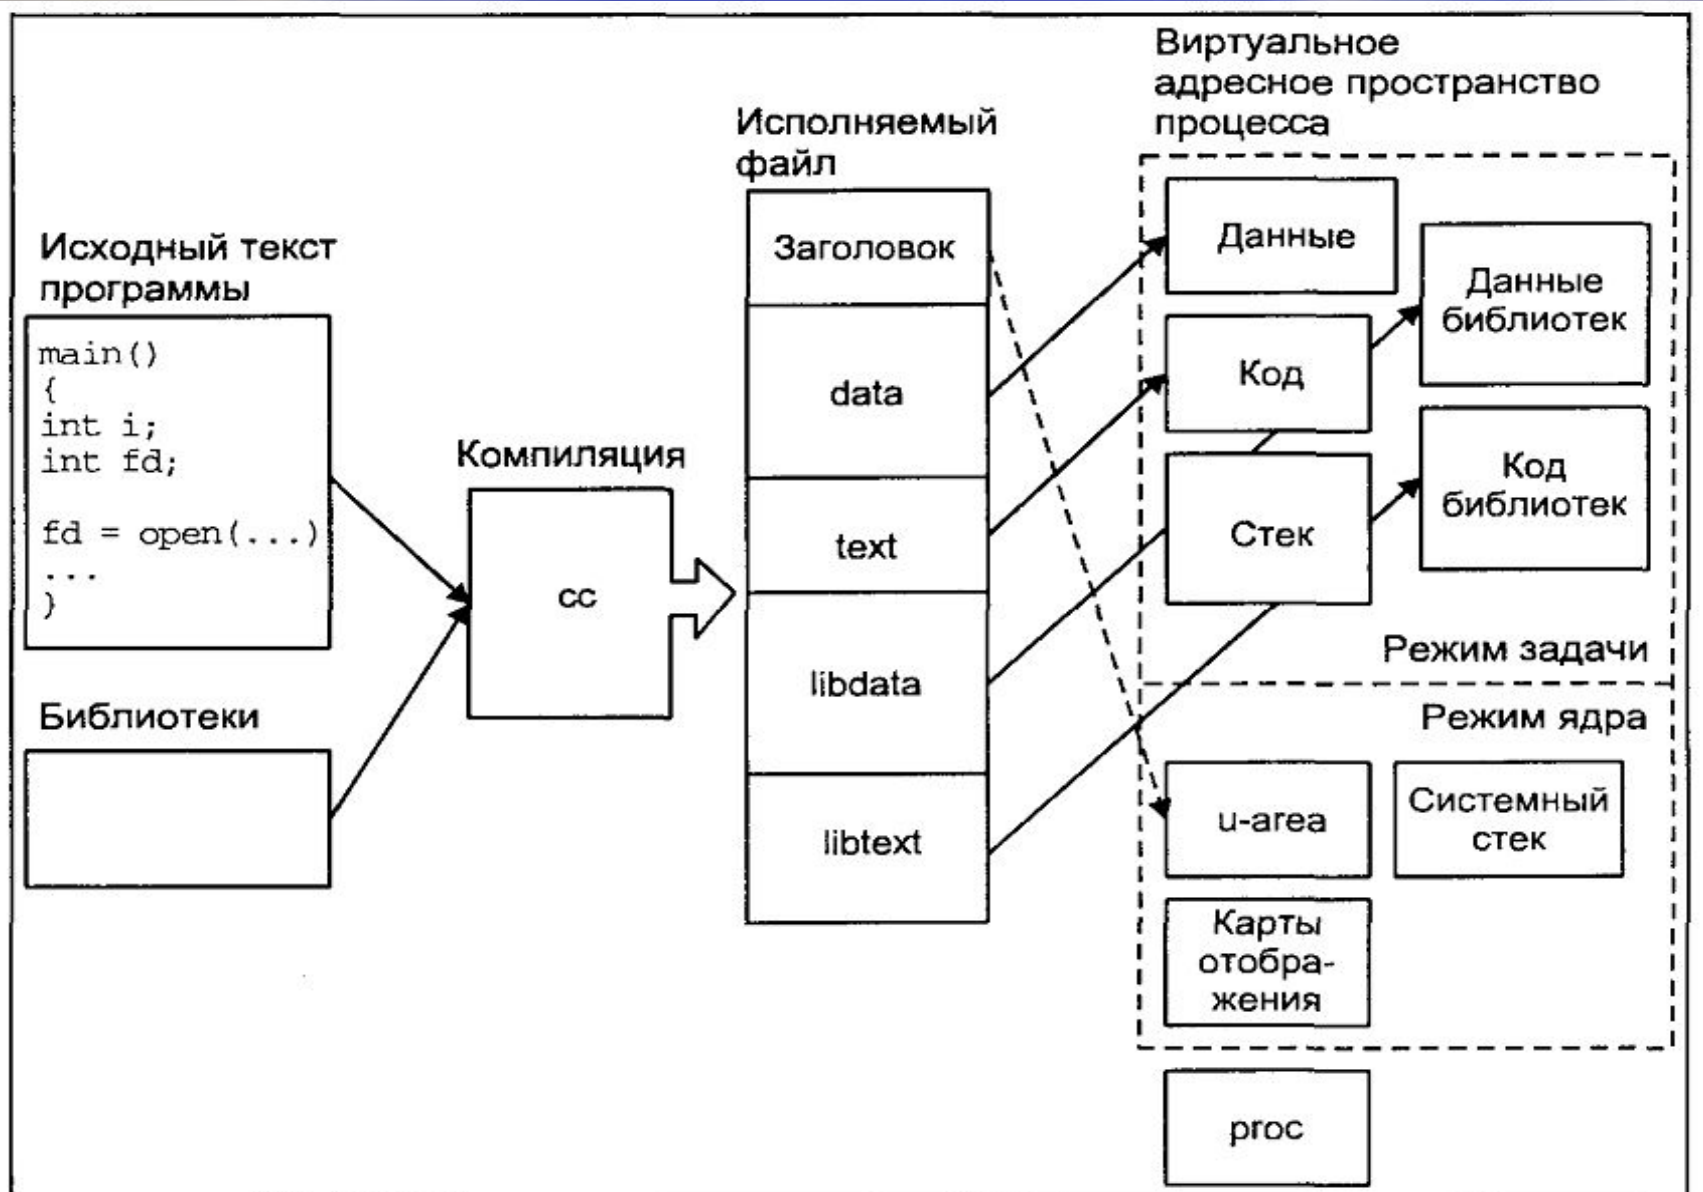 Виртуальное
адресное пространство
процесса
Исполняемый
файл
Исходный текст
программы
main()
{
int i;
int fd;
fd = open(...)
...
}
Библиотеки
Компиляция
cc
Заголовок
data
text
libdata
libtext
Данные
Данные
библиотек
Код
Код
библиотек
Стек
Режим задачи
Режим ядра
u-area
Системный
стек
Карты
отобра-
жения
proc